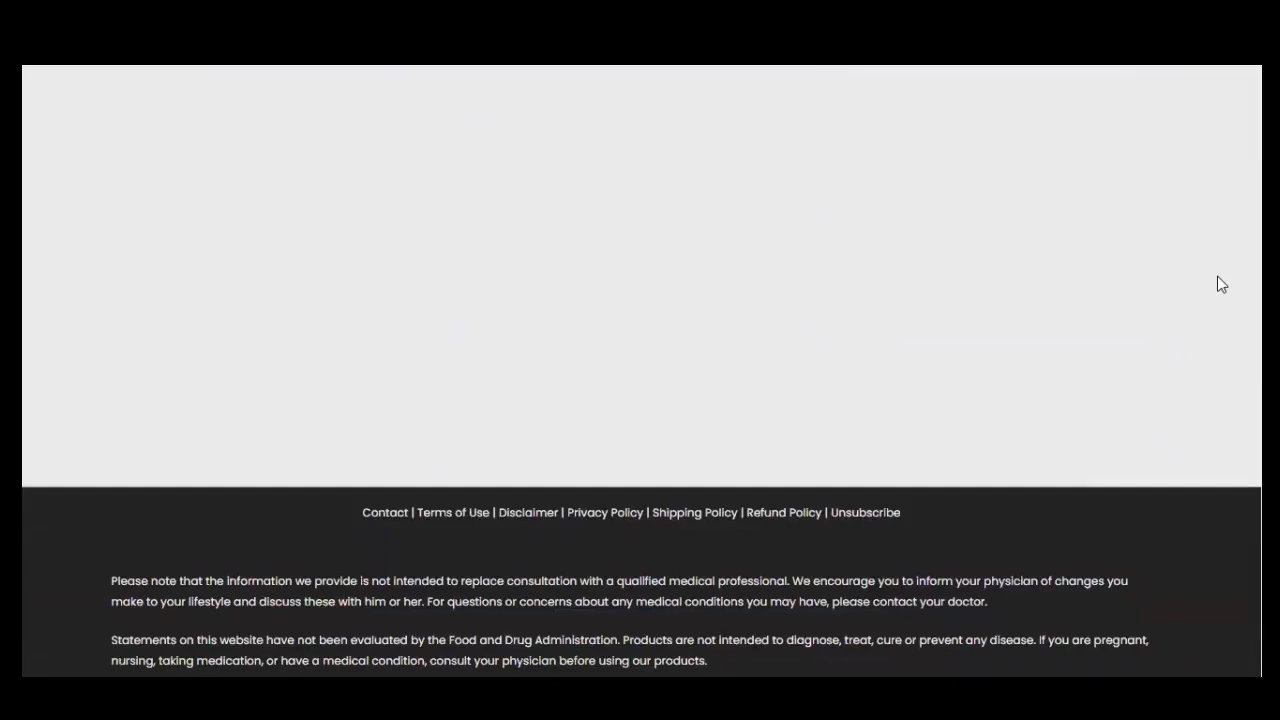 Contact | Terms of Use | Disclaimer | Privacy Policy | Shipping Policy | Refund Policy | Unsubscribe
Please note that the information we provide is not intended to replace consultation with a qualified medical professional. We encourage you to inform your physician of changes you
make to your lifestyle and discuss these with him or her. For questions or concerns about any medical conditions you may have, please contact your doctor.
Statements on this website have not been evaluated by the Food and Drug Administration. Products are not intended to diagnose, treat, cure or prevent any disease. If you are pregnant,
nursing, taking medication, or have a medical condition, consult your physician before using our products.